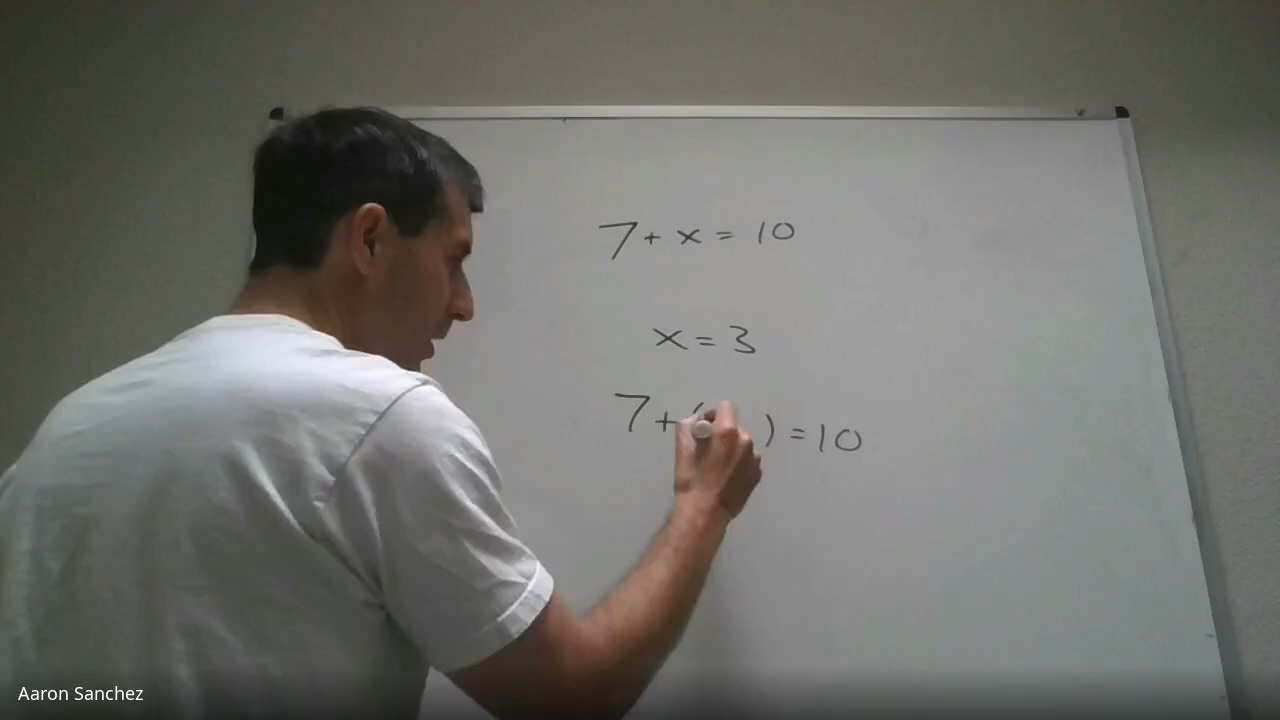 7 + x = 10
x = 3
7 + ( ) = 10
Aaron Sanchez